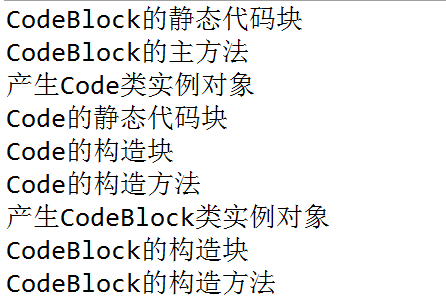 CodeBlock的静态代码块
CodeBlock的主方法
产生Code类实例对象
Code的静态代码块
Code的构造块
Code的构造方法
产生CodeBlock类实例对象
CodeBlock的构造块
CodeBlock的构造方法